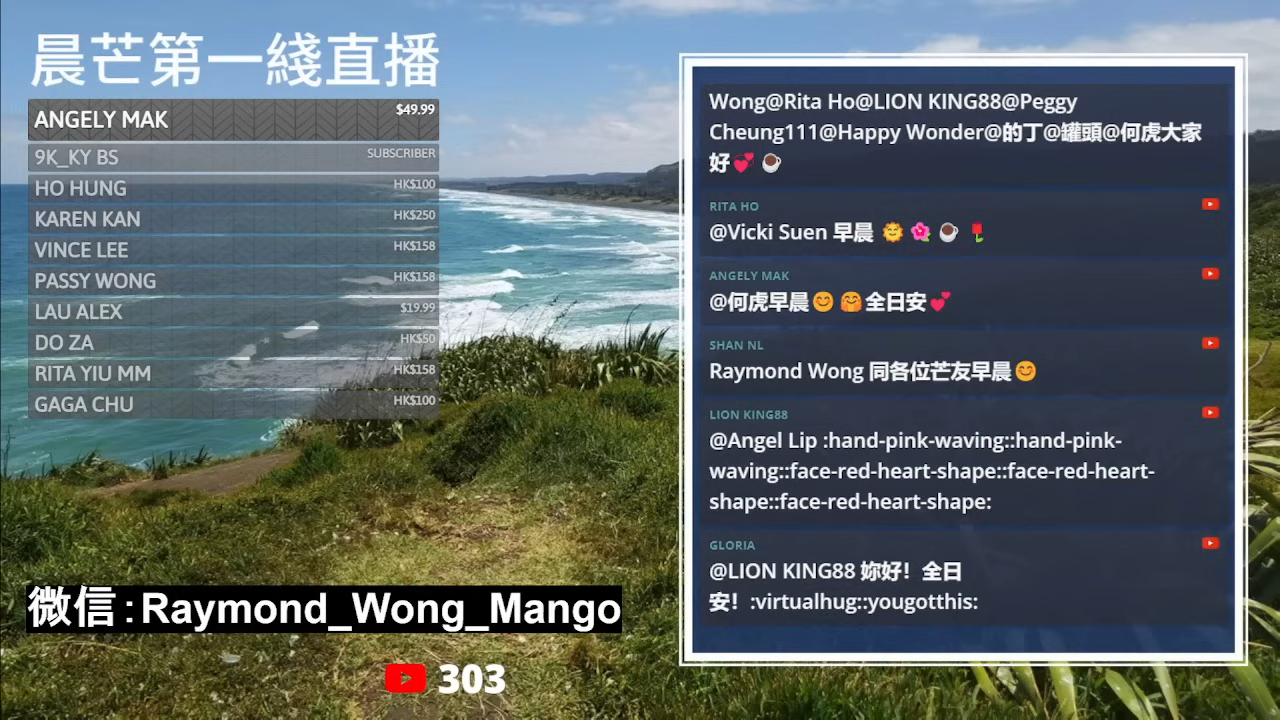 晨芒第一綫直播
ANGELY MAK $49.99
9K_KY BS SUBSCRIBER
HO HUNG HK$100
KAREN KAN HK$250
VINCE LEE HK$158
PASSY WONG HK$158
LAU ALEX $19.99
DO ZA HK$50
RITA YIU MM HK$158
GAGA CHU HK$100
微信:Raymond_Wong_Mango
303
Wong@Rita Ho@LION KING88@Peggy
Cheung111@Happy Wonder@的丁@罐頭@何虎大家
好💞 ☕
RITA HO
@Vicki Suen 早晨 🌞 🌺 ☕ 🌷
ANGELY MAK
@何虎早晨😊 🤗 全日安💕
SHAN NL
Raymond Wong 同各位芒友早晨😊
LION KING88
@Angel Lip :hand-pink-waving::hand-pink-
waving::face-red-heart-shape::face-red-heart-
shape::face-red-heart-shape:
GLORIA
@LION KING88 妳好！全日
安！:virtualhug::yougotthis: